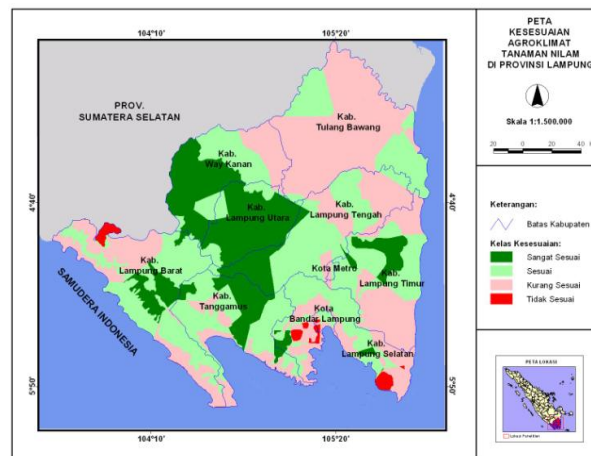 104°10'
105°20'
PROV.
SUMATERA SELATAN
Kab.
Tulang Bawang
Kab.
Way Kanan
4°40'
4°40'
Kab.
Lampung Utara
Kab.
Lampung Tengah
Kab.
Lampung Barat
Kota Metro
Kab.
Lampung Timur
Kab.
Tanggamus
Kota
Bandar Lampung
Kab.
Lampung Selatan
SAMUDERA INDONESIA
5°50'
5°50'
104°10'
105°20'
PETA
KESESUAIAN
AGROKLIMAT
TANAMAN NILAM
DI PROVINSI LAMPUNG
Skala 1:1.500.000
20 0 20 40
Keterangan:
Batas Kabupaten
Kelas Kesesuaian:
Sangat Sesuai
Sesuai
Kurang Sesuai
Tidak Sesuai
PETA LOKASI